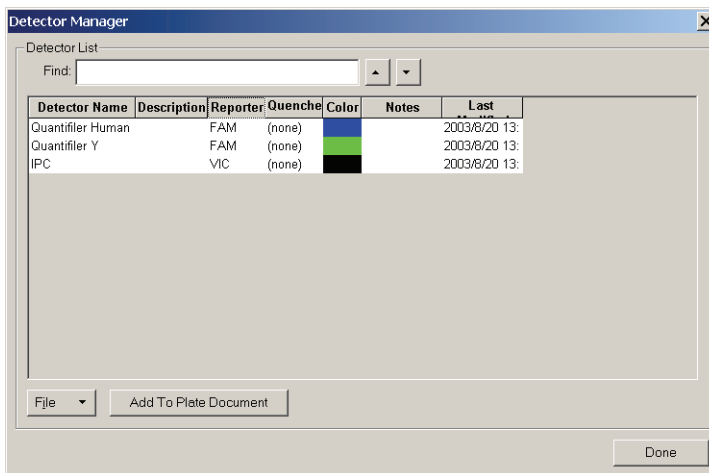 Detector Manager
Detector List
Find:
Detector Name Description Reporter Quenche Color Notes Last
Quantifiler Human FAM (none) 2003/8/20 13:
Quantifiler Y FAM (none) 2003/8/20 13:
IPC VIC (none) 2003/8/20 13:
File Add To Plate Document
Done